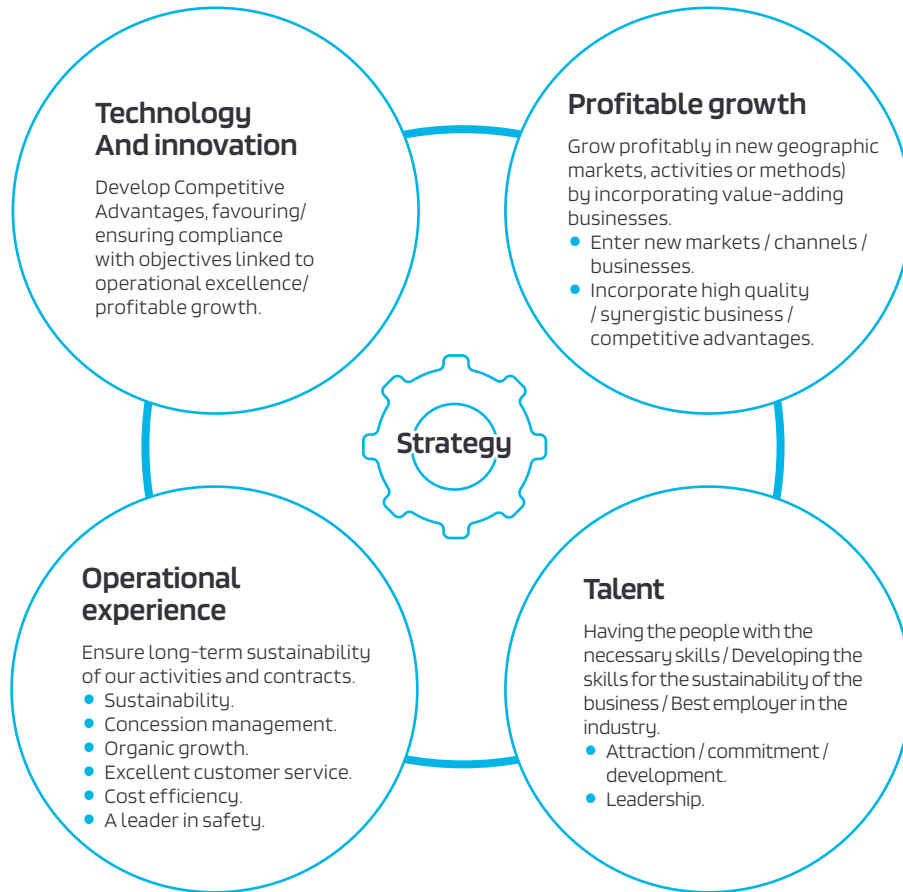 Technology
And innovation
Develop Competitive
Advantages, favouring/
ensuring compliance
with objectives linked to
operational excellence/
profitable growth.
Profitable growth
Grow profitably in new geographic
markets, activities or methods)
by incorporating value-adding
businesses.
• Enter new markets / channels /
businesses.
• Incorporate high quality
/ synergistic business /
competitive advantages.
Strategy
Operational
experience
Ensure long-term sustainability
of our activities and contracts.
• Sustainability.
• Concession management.
• Organic growth.
• Excellent customer service.
• Cost efficiency.
• A leader in safety.
Talent
Having the people with the
necessary skills / Developing the
skills for the sustainability of the
business / Best employer in the
industry.
• Attraction / commitment /
development.
• Leadership.